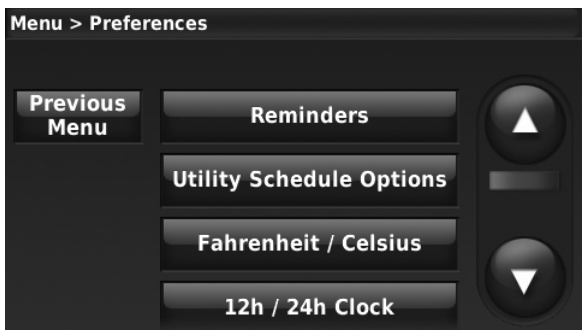 Menu > Preferences
Previous
Menu
Reminders
Utility Schedule Options
Fahrenheit / Celsius
12h / 24h Clock